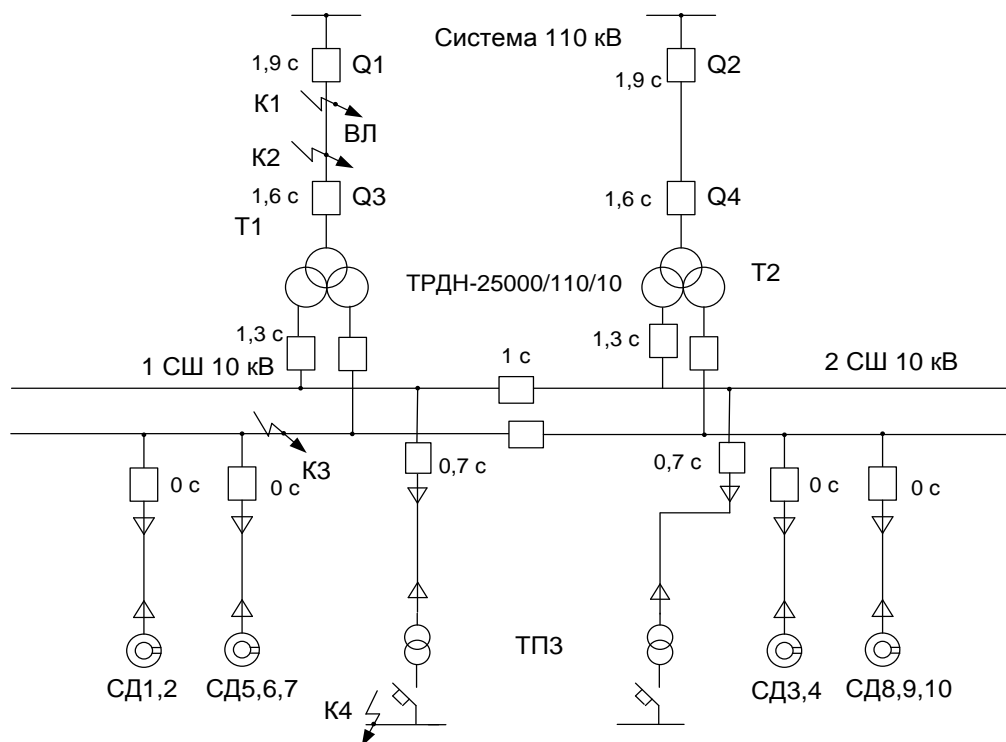 Система 110 кВ
1,9 с
Q1
1,9 с
Q2
К1
ВЛ
К2
1,6 с
Q3
1,6 с
Q4
Т1
ТРДН-25000/110/10
Т2
1,3 с
1,3 с
1 СШ 10 кВ
1 с
2 СШ 10 кВ
К3
0 с
0 с
0,7 с
0,7 с
0 с
0 с
ТП3
СД1,2
СД5,6,7
СД3,4
СД8,9,10
К4